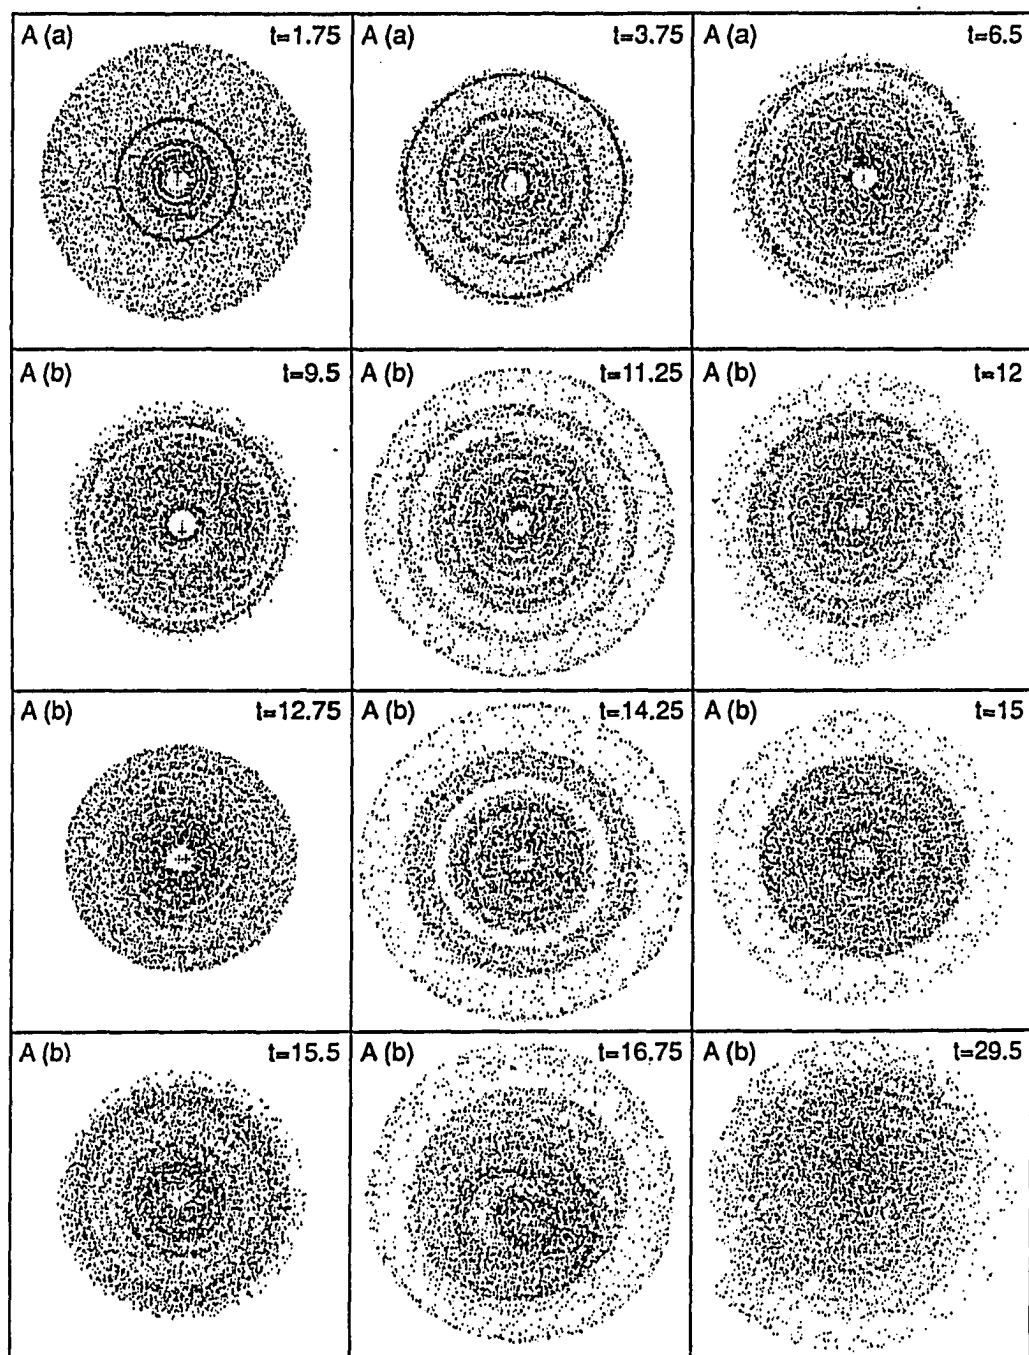 A (a) t=1.75
A (a) t=3.75
A (a) t=6.5
A (b) t=9.5
A (b) t=11.25
A (b) t=12
A (b) t=12.75
A (b) t=14.25
A (b) t=15
A (b) t=15.5
A (b) t=16.75
A (b) t=29.5